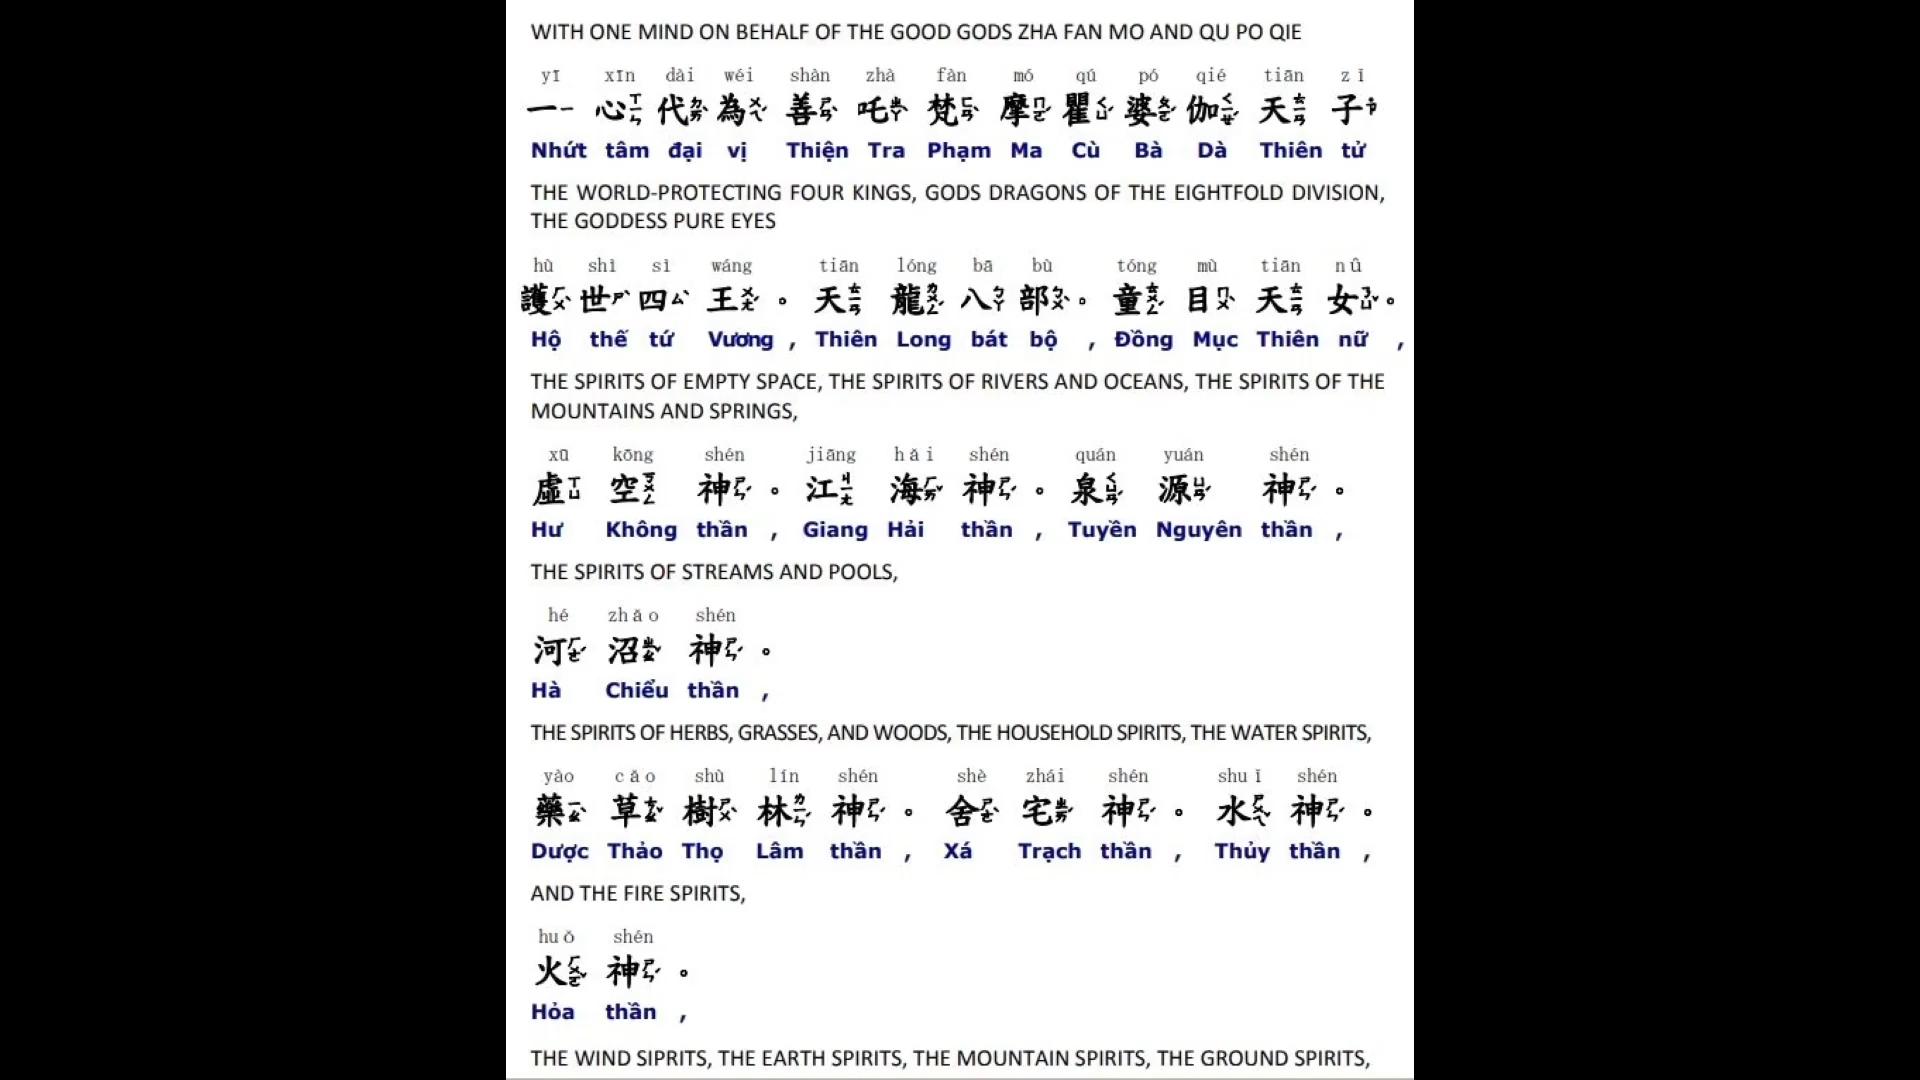 WITH ONE MIND ON BEHALF OF THE GOOD GODS ZHA FAN MO AND QU PO QIE
yī xīn dài wéi shàn zhà fàn mó qú pó qié tiān zǐ
一心代為善吒梵摩瞿婆伽天子
Nhứt tâm đại vị Thiện Tra Phạm Ma Cù Bà Dà Thiên tử
THE WORLD-PROTECTING FOUR KINGS, GODS DRAGONS OF THE EIGHTFOLD DIVISION,
THE GODDESS PURE EYES
hù shì sì wáng tiān lóng bā bù tóng mù tiān nǚ
護世四王。天龍八部。童目天女。
Hộ thế tứ Vương , Thiên Long bát bộ , Đồng Mục Thiên nữ ,
THE SPIRITS OF EMPTY SPACE, THE SPIRITS OF RIVERS AND OCEANS, THE SPIRITS OF THE
MOUNTAINS AND SPRINGS,
xū kōng shén jiāng hǎi shén quán yuán shén
虛空神。江海神。泉源神。
Hư Không thần , Giang Hải thần , Tuyền Nguyên thần ,
THE SPIRITS OF STREAMS AND POOLS,
hé zhǎo shén
河沼神。
Hà Chiểu thần ,
THE SPIRITS OF HERBS, GRASSES, AND WOODS, THE HOUSEHOLD SPIRITS, THE WATER SPIRITS,
yào cǎo shù lín shén shè zhái shén shuǐ shén
藥草樹林神。舍宅神。水神。
Dược Thảo Thọ Lâm thần , Xá Trạch thần , Thủy thần ,
AND THE FIRE SPIRITS,
huǒ shén
火神。
Hỏa thần ,
THE WIND SIPRITS, THE EARTH SPIRITS, THE MOUNTAIN SPIRITS, THE GROUND SPIRITS,